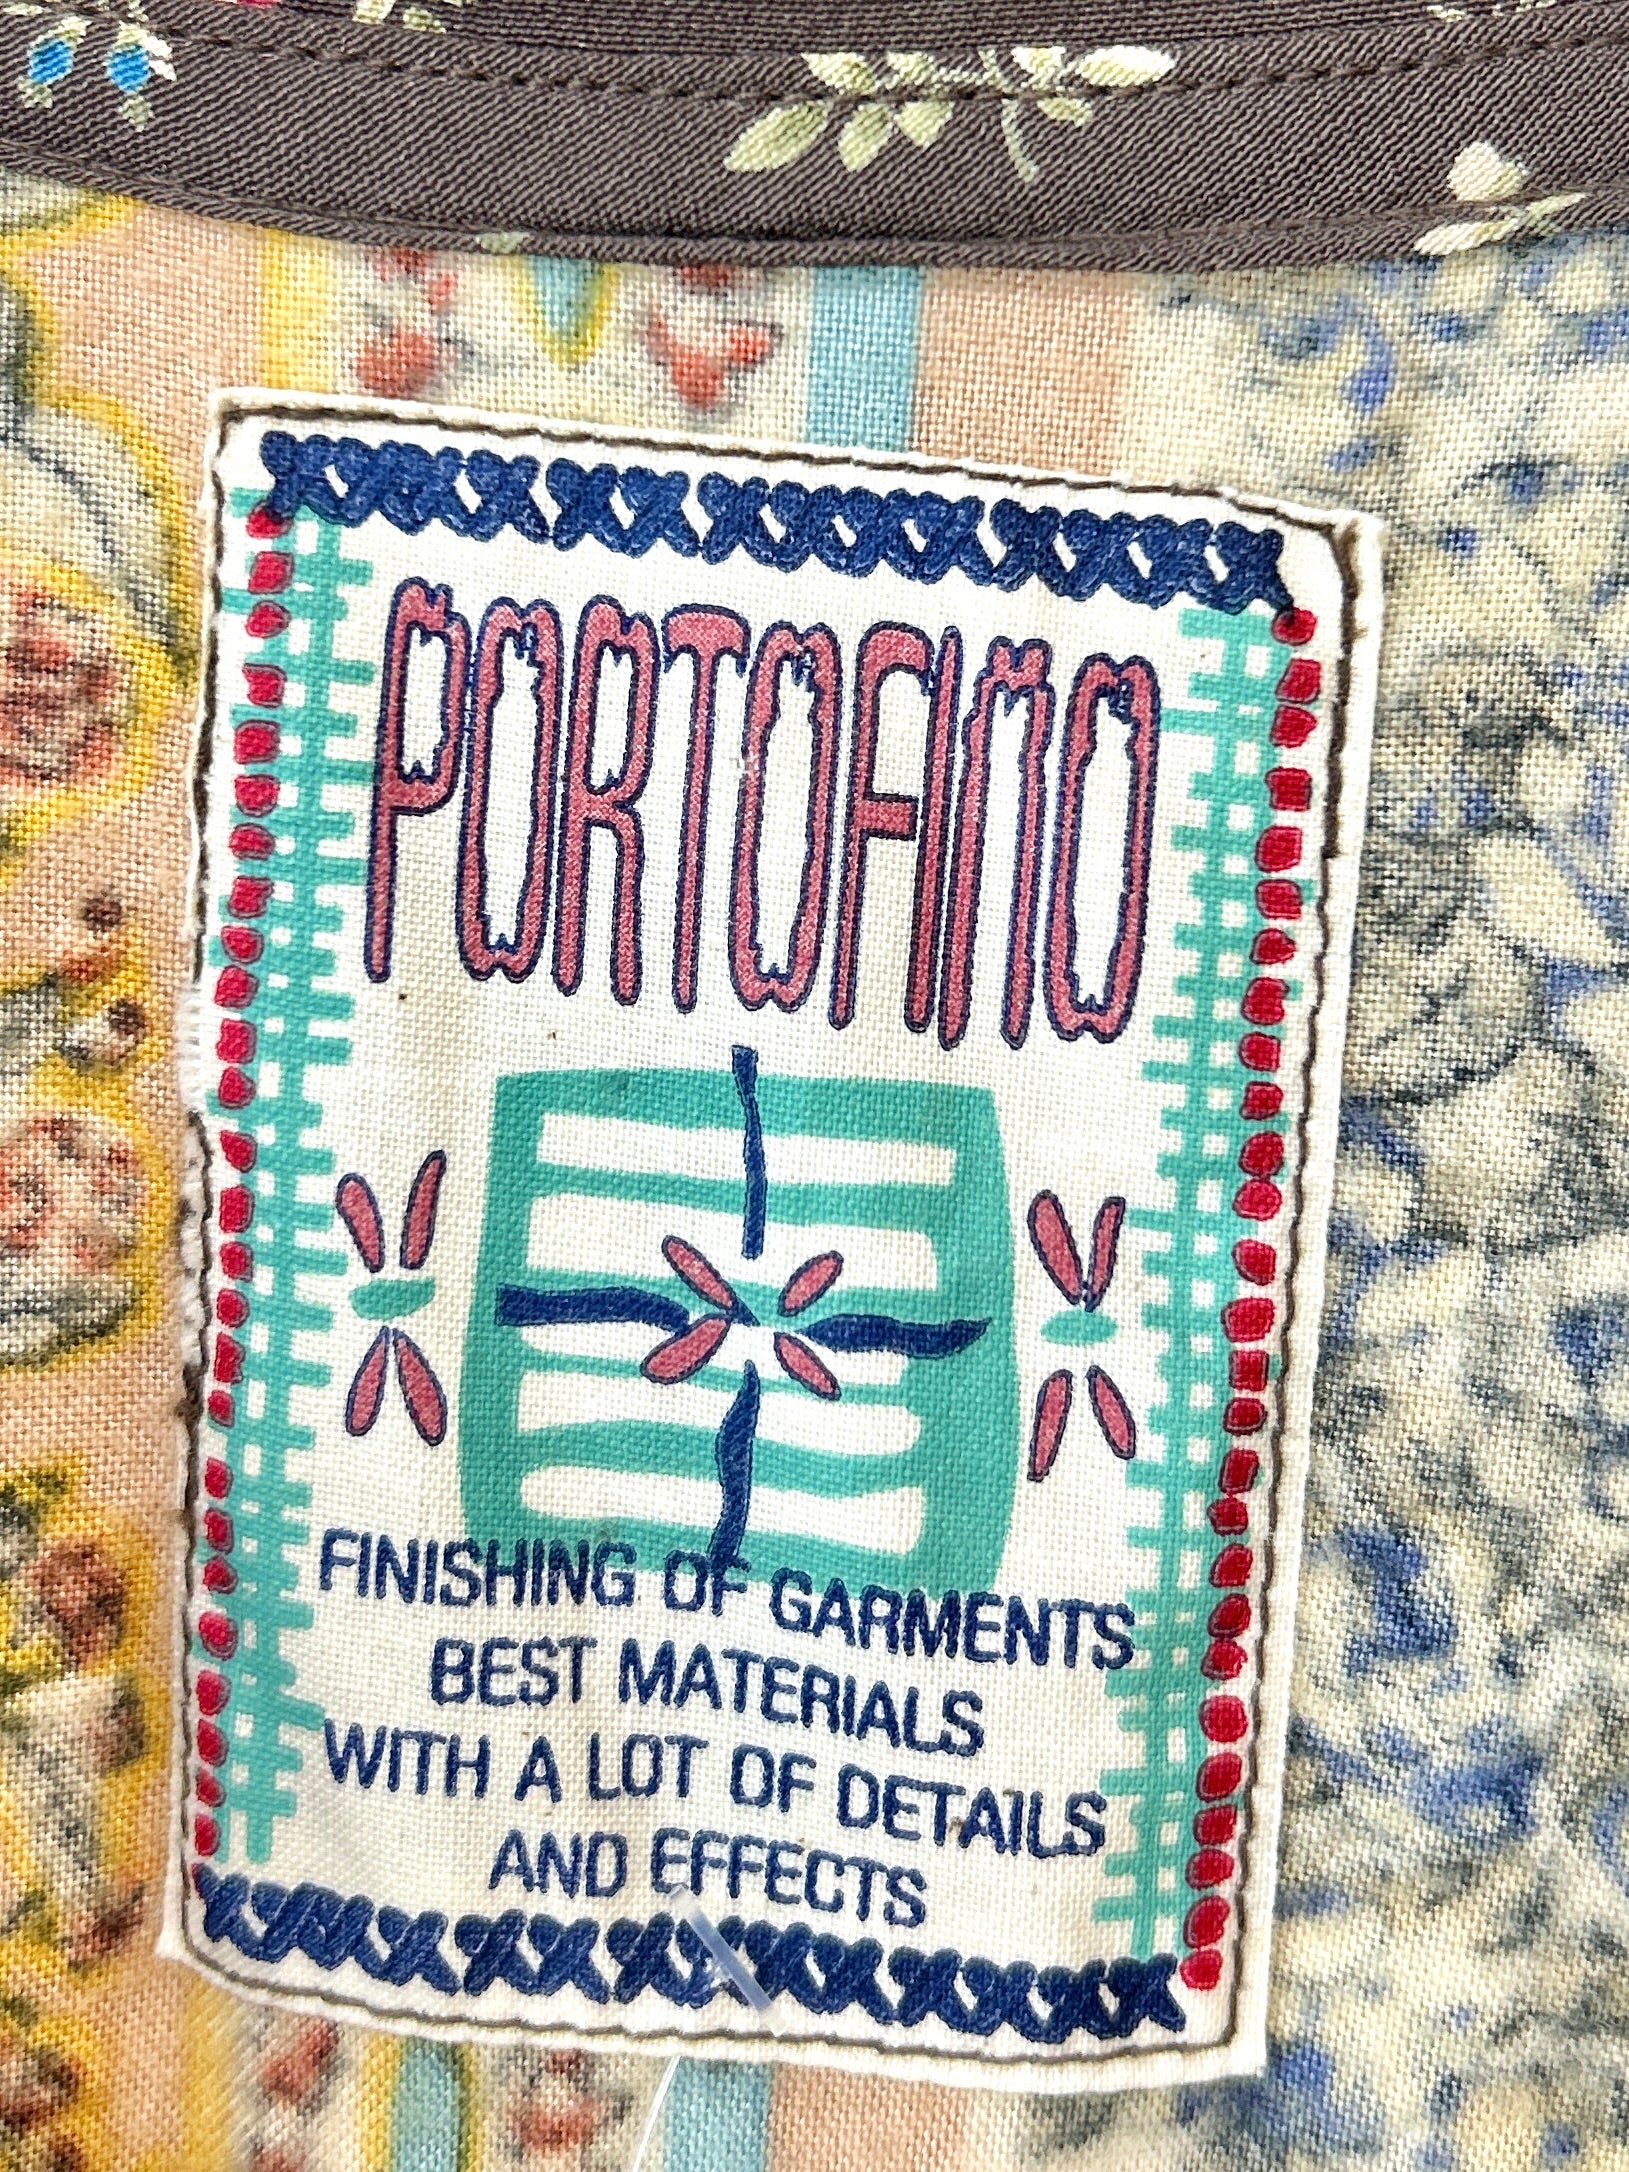 PORTOFINO
FINISHING OF GARMENTS
BEST MATERIALS
WITH A LOT OF DETAILS
AND EFFECTS